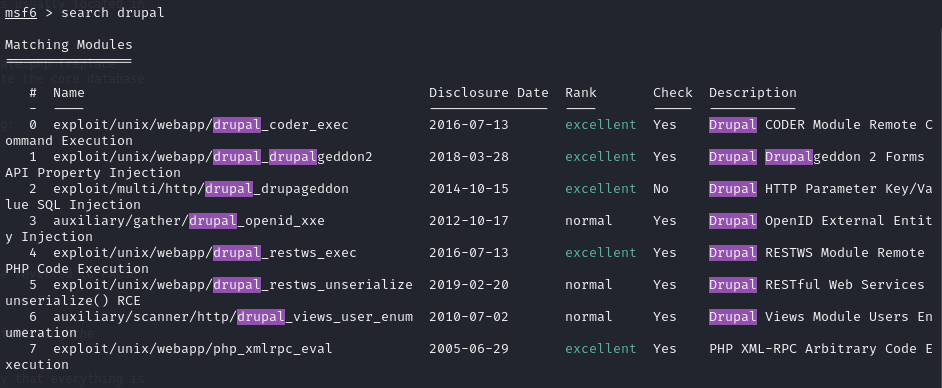 msf6 > search drupal
Matching Modules
================
# Name Disclosure Date Rank Check Description
- ---- --------------- ---- ----- -----------
0 exploit/unix/webapp/drupal_coder_exec 2016-07-13 excellent Yes Drupal CODER Module Remote C
ommand Execution
1 exploit/unix/webapp/drupal_drupalgeddon2 2018-03-28 excellent Yes Drupal Drupalgeddon 2 Forms
API Property Injection
2 exploit/multi/http/drupal_drupageddon 2014-10-15 excellent No Drupal HTTP Parameter Key/Va
lue SQL Injection
3 auxiliary/gather/drupal_openid_xxe 2012-10-17 normal Yes Drupal OpenID External Entit
y Injection
4 exploit/unix/webapp/drupal_restws_exec 2016-07-13 excellent Yes Drupal RESTWS Module Remote
PHP Code Execution
5 exploit/unix/webapp/drupal_restws_unserialize 2019-02-20 normal Yes Drupal RESTful Web Services
unserialize() RCE
6 auxiliary/scanner/http/drupal_views_user_enum 2010-07-02 normal Yes Drupal Views Module Users En
umeration
7 exploit/unix/webapp/php_xmlrpc_eval 2005-06-29 excellent Yes PHP XML-RPC Arbitrary Code E
xecution